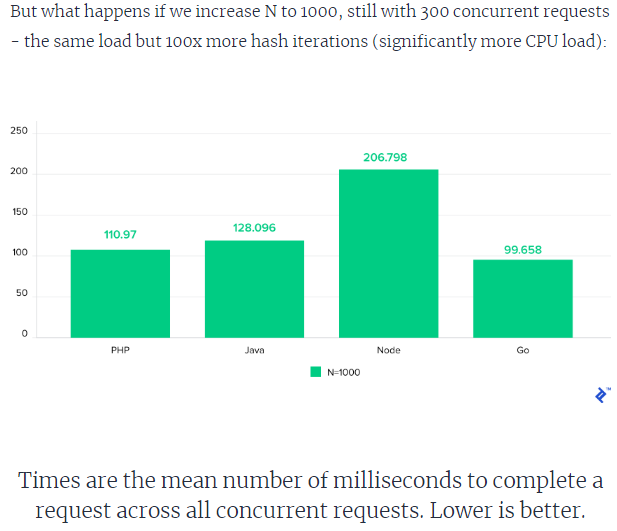 But what happens if we increase N to 1000, still with 300 concurrent requests
– the same load but 100x more hash iterations (significantly more CPU load):
250
200
150
100
50
0
110.97
128.096
206.798
99.658
PHP
Java
Node
Go
N=1000
™
Times are the mean number of milliseconds to complete a
request across all concurrent requests. Lower is better.